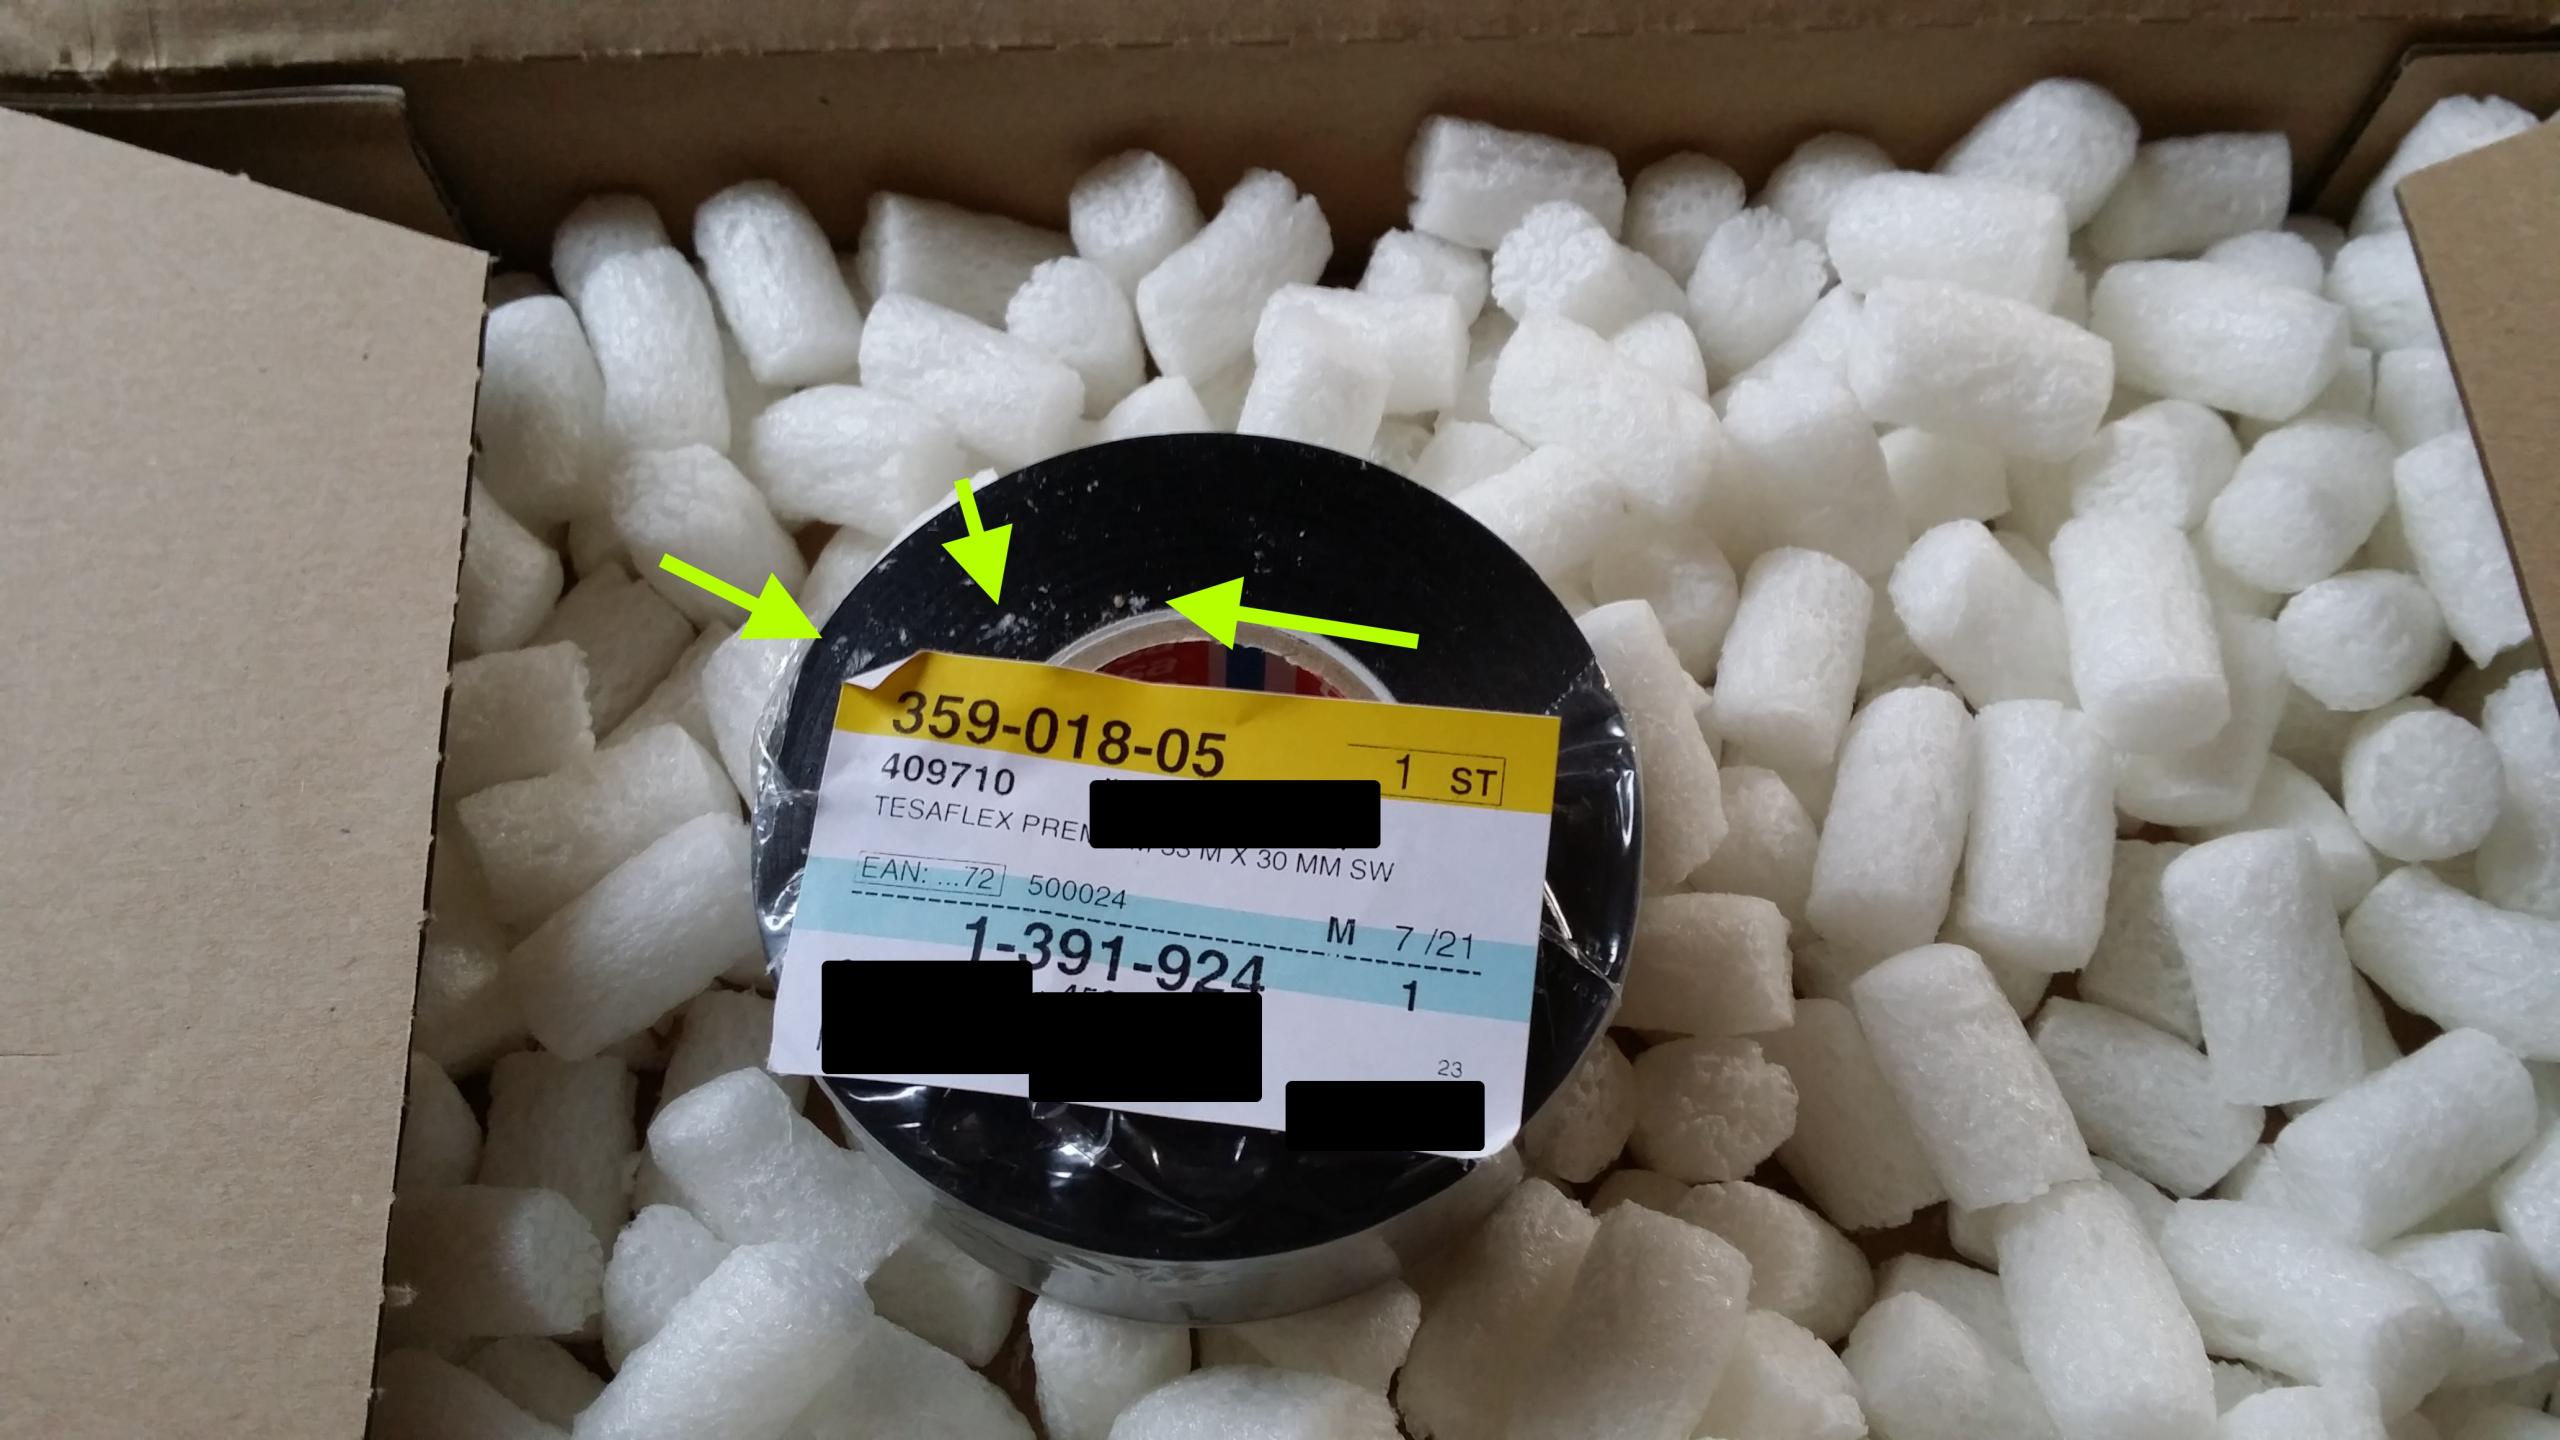 sa
359-018-05
1 ST
409710
TESAFLEX PREM 33 M X 30 MM SW
EAN: ...72 500024
M 7 /21
1-391-924
1
23